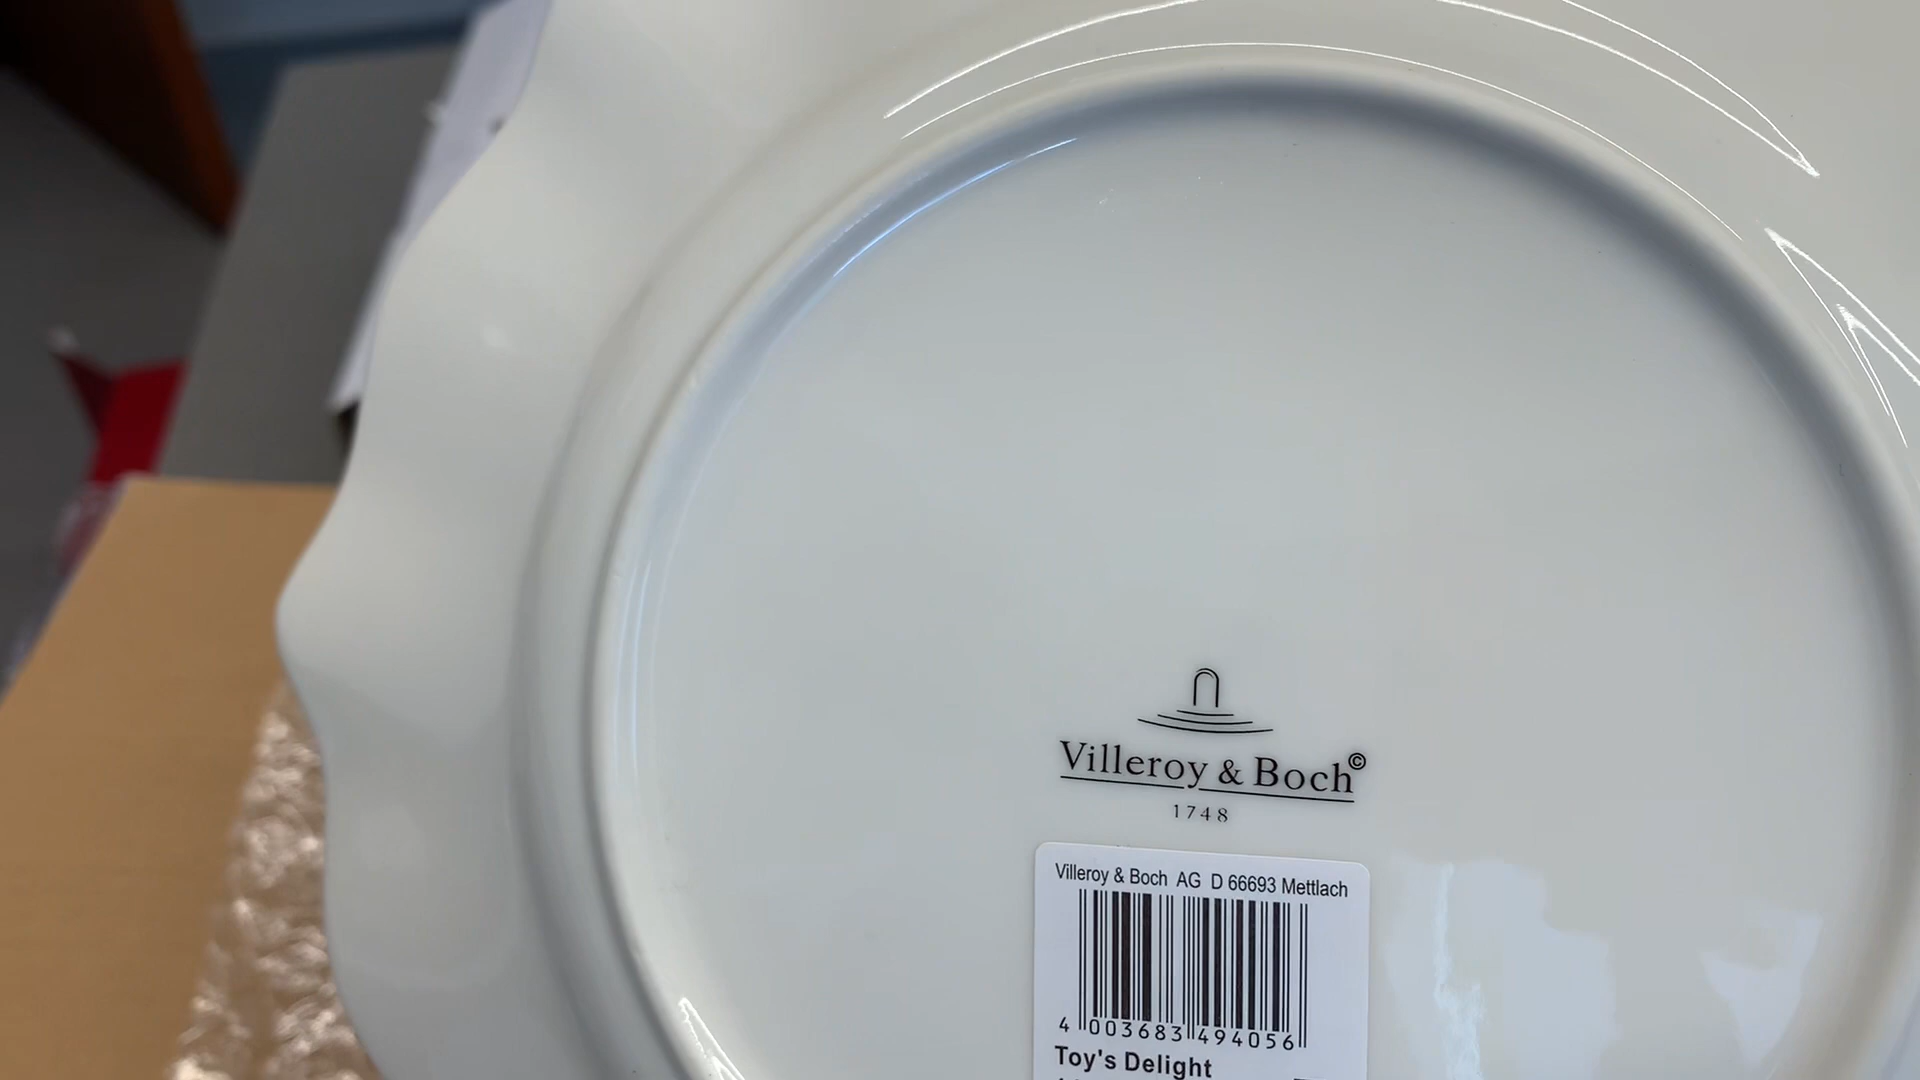 Villeroy & Boch©
1748
Villeroy & Boch AG D 66693 Mettlach
4 003683 494056
Toy's Delight